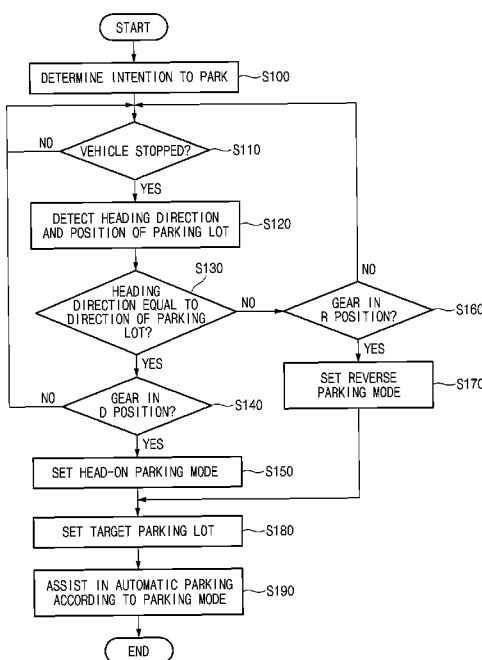 START
DETERMINE INTENTION TO PARK
S100
NO
VEHICLE STOPPED?
S110
YES
DETECT HEADING DIRECTION
AND POSITION OF PARKING LOT
S120
S130
HEADING
DIRECTION EQUAL TO
DIRECTION OF PARKING
LOT?
NO
NO
GEAR IN
R POSITION?
S160
YES
YES
SET REVERSE
PARKING MODE
S170
NO
GEAR IN
D POSITION?
S140
YES
SET HEAD-ON PARKING MODE
S150
SET TARGET PARKING LOT
S180
ASSIST IN AUTOMATIC PARKING
ACCORDING TO PARKING MODE
S190
END